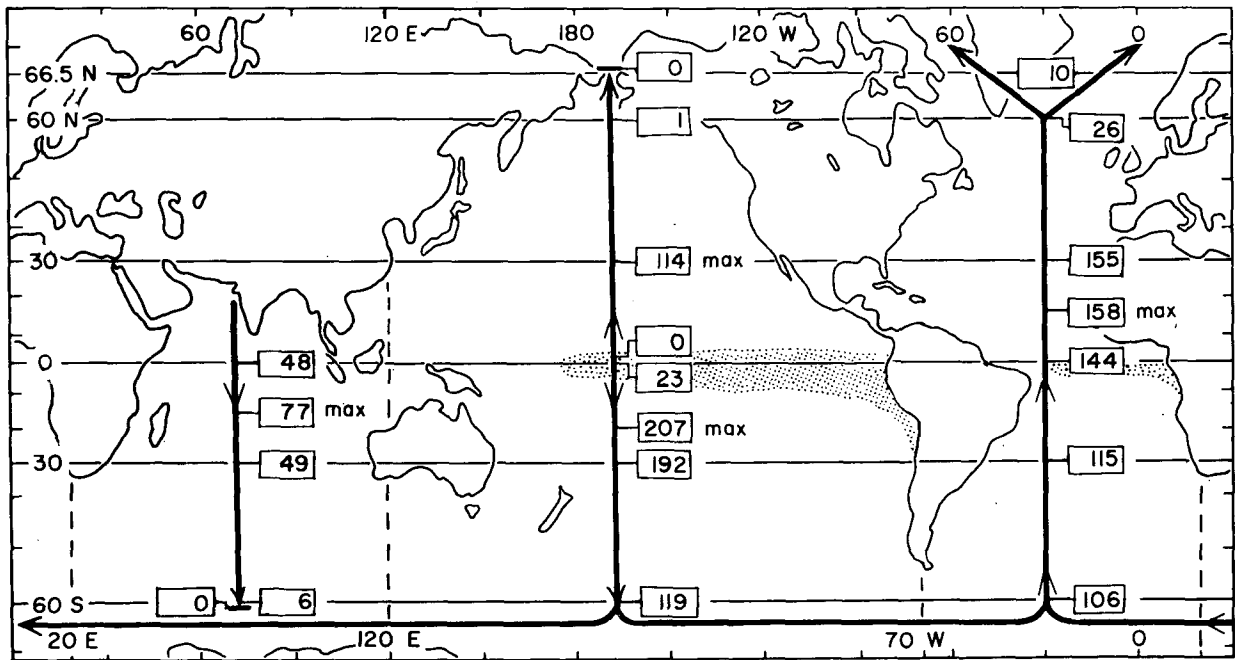 60 120 E 180 120 W 60 0
66.5 N 0 10
60 N 1 26
30 114 max 155
158 max
0 48 0 144
23
77 max
207 max
30 49 192 115
60 S 0 6 119 106
20 E 120 E 70 W 0